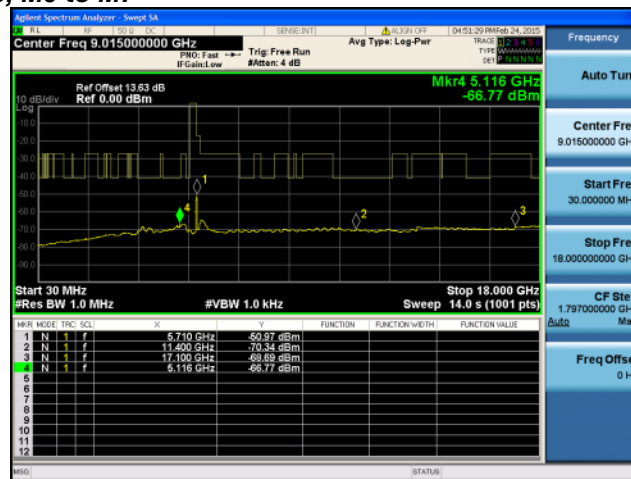 Agilent Spectrum Analyzer - Swept SA
RL RF 50 Ω DC SENSE:INT ALIGN OFF 04:51:29 PM Feb 24, 2015
Center Freq 9.015000000 GHz Avg Type: Log-Pwr TRACE 1 2 3 4 5 6
PNO: Fast Trig: Free Run TYPE
IFGain:Low #Atten: 4 dB DET P N N N N N
Mkr4 5.116 GHz
Ref Offset 13.63 dB
10 dB/div Ref 0.00 dBm -66.77 dBm
Log
-10.0
-20.0
-30.0
-40.0
-50.0
-60.0
-70.0
-80.0
-90.0
1
4
2
3
Start 30 MHz Stop 18.000 GHz
#Res BW 1.0 MHz #VBW 1.0 kHz Sweep 14.0 s (1001 pts)
MKR MODE TRC SCL X Y FUNCTION FUNCTION WIDTH FUNCTION VALUE
1 N 1 f 5.710 GHz -50.97 dBm
2 N 1 f 11.400 GHz -70.34 dBm
3 N 1 f 17.100 GHz -68.69 dBm
4 N 1 f 5.116 GHz -66.77 dBm
5
6
7
8
9
10
11
12
MSG STATUS
Frequency
Auto Tun
Center Fre
9.015000000 GH
Start Fre
30.000000 MH
Stop Fre
18.000000000 GH
CF Ste
1.797000000 GH
Auto Ma
Freq Offse
0 H